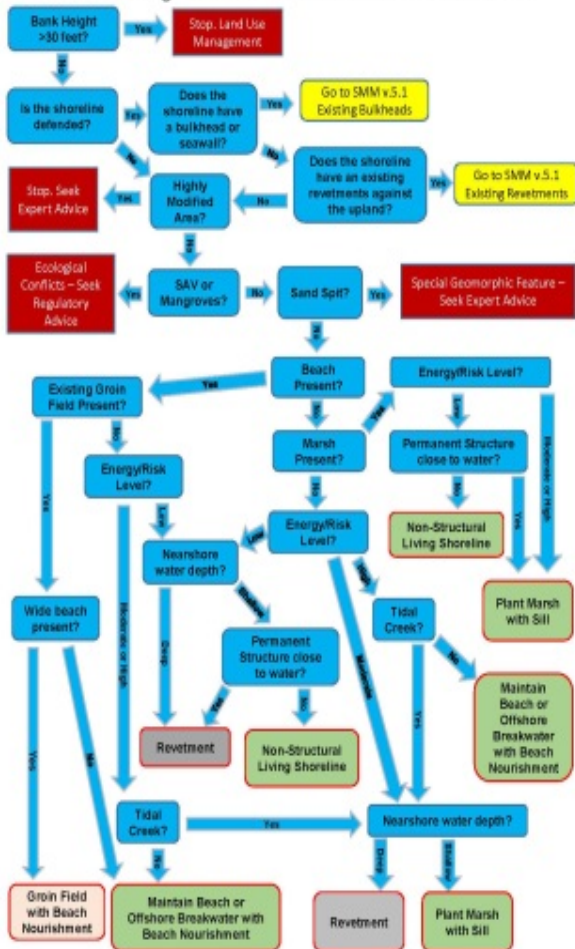 Bank Height
>30 feet?
Yes
Stop. Land Use
Management
No
Is the shoreline
defended?
Yes
Does the
shoreline have
a bulkhead or
seawall?
Yes
Go to SMM v.5.1
Existing Bulkheads
No
No
Does the shoreline
have an existing
revetments against
the upland?
Yes
Go to SMM v.5.1
Existing Revetments
Stop. Seek
Expert Advice
Yes
Highly
Modified
Area?
No
No
Ecological
Conflicts – Seek
Regulatory
Advice
Yes
SAV or
Mangroves?
No
Sand Spit?
Yes
Special Geomorphic Feature –
Seek Expert Advice
No
Beach
Present?
Yes
Existing Groin
Field Present?
No
Marsh
Present?
Yes
Energy/Risk Level?
Low
Moderate or High
Permanent Structure
close to water?
No
Yes
Non-Structural
Living Shoreline
Plant Marsh
with Sill
No
Energy/Risk
Level?
Yes
No
Energy/Risk
Level?
Low
Low
Nearshore
water depth?
Shallow
Deep
Moderate or High
Moderate
High
Tidal
Creek?
No
Yes
Maintain
Beach or
Offshore
Breakwater
with Beach
Nourishment
Wide beach
present?
Permanent
Structure close
to water?
Yes
No
Revetment
Non-Structural
Living Shoreline
Yes
No
Tidal
Creek?
Yes
Nearshore water depth?
No
Deep
Shallow
Groin Field
with Beach
Nourishment
Maintain Beach or
Offshore Breakwater with
Beach Nourishment
Revetment
Plant Marsh
with Sill